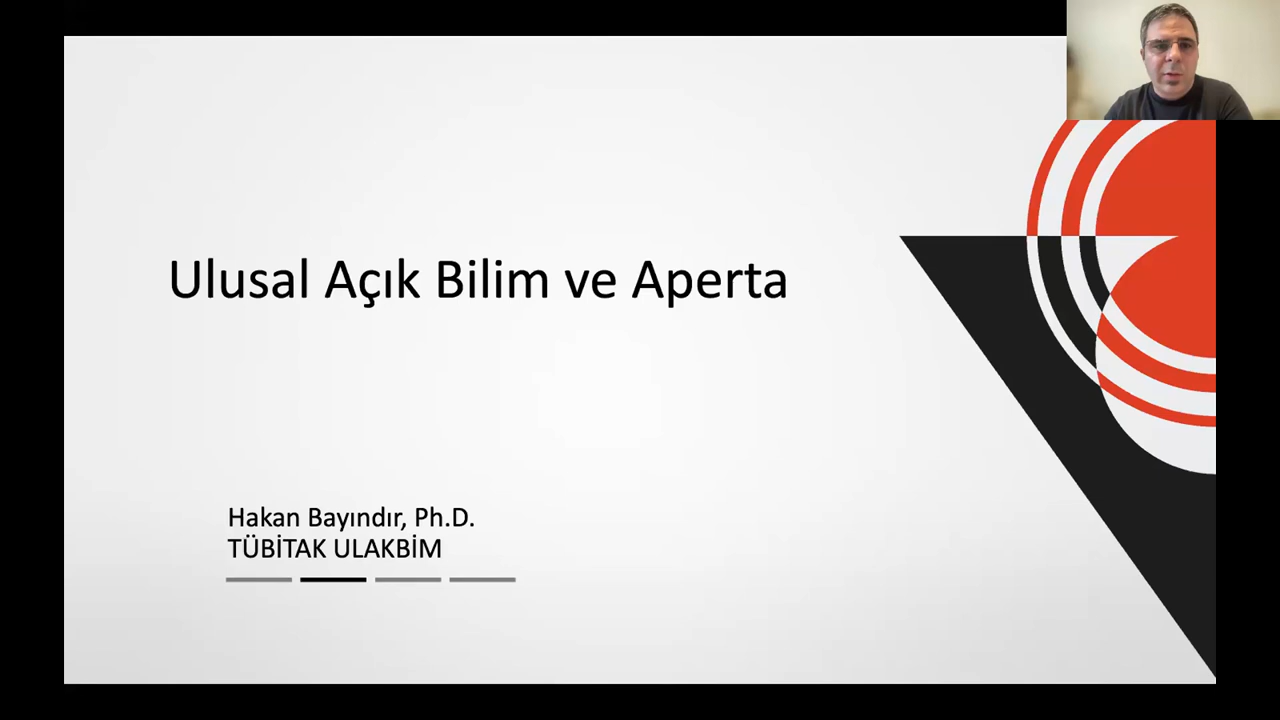 Ulusal Açık Bilim ve Aperta
Hakan Bayındır, Ph.D.
TÜBİTAK ULAKBİM